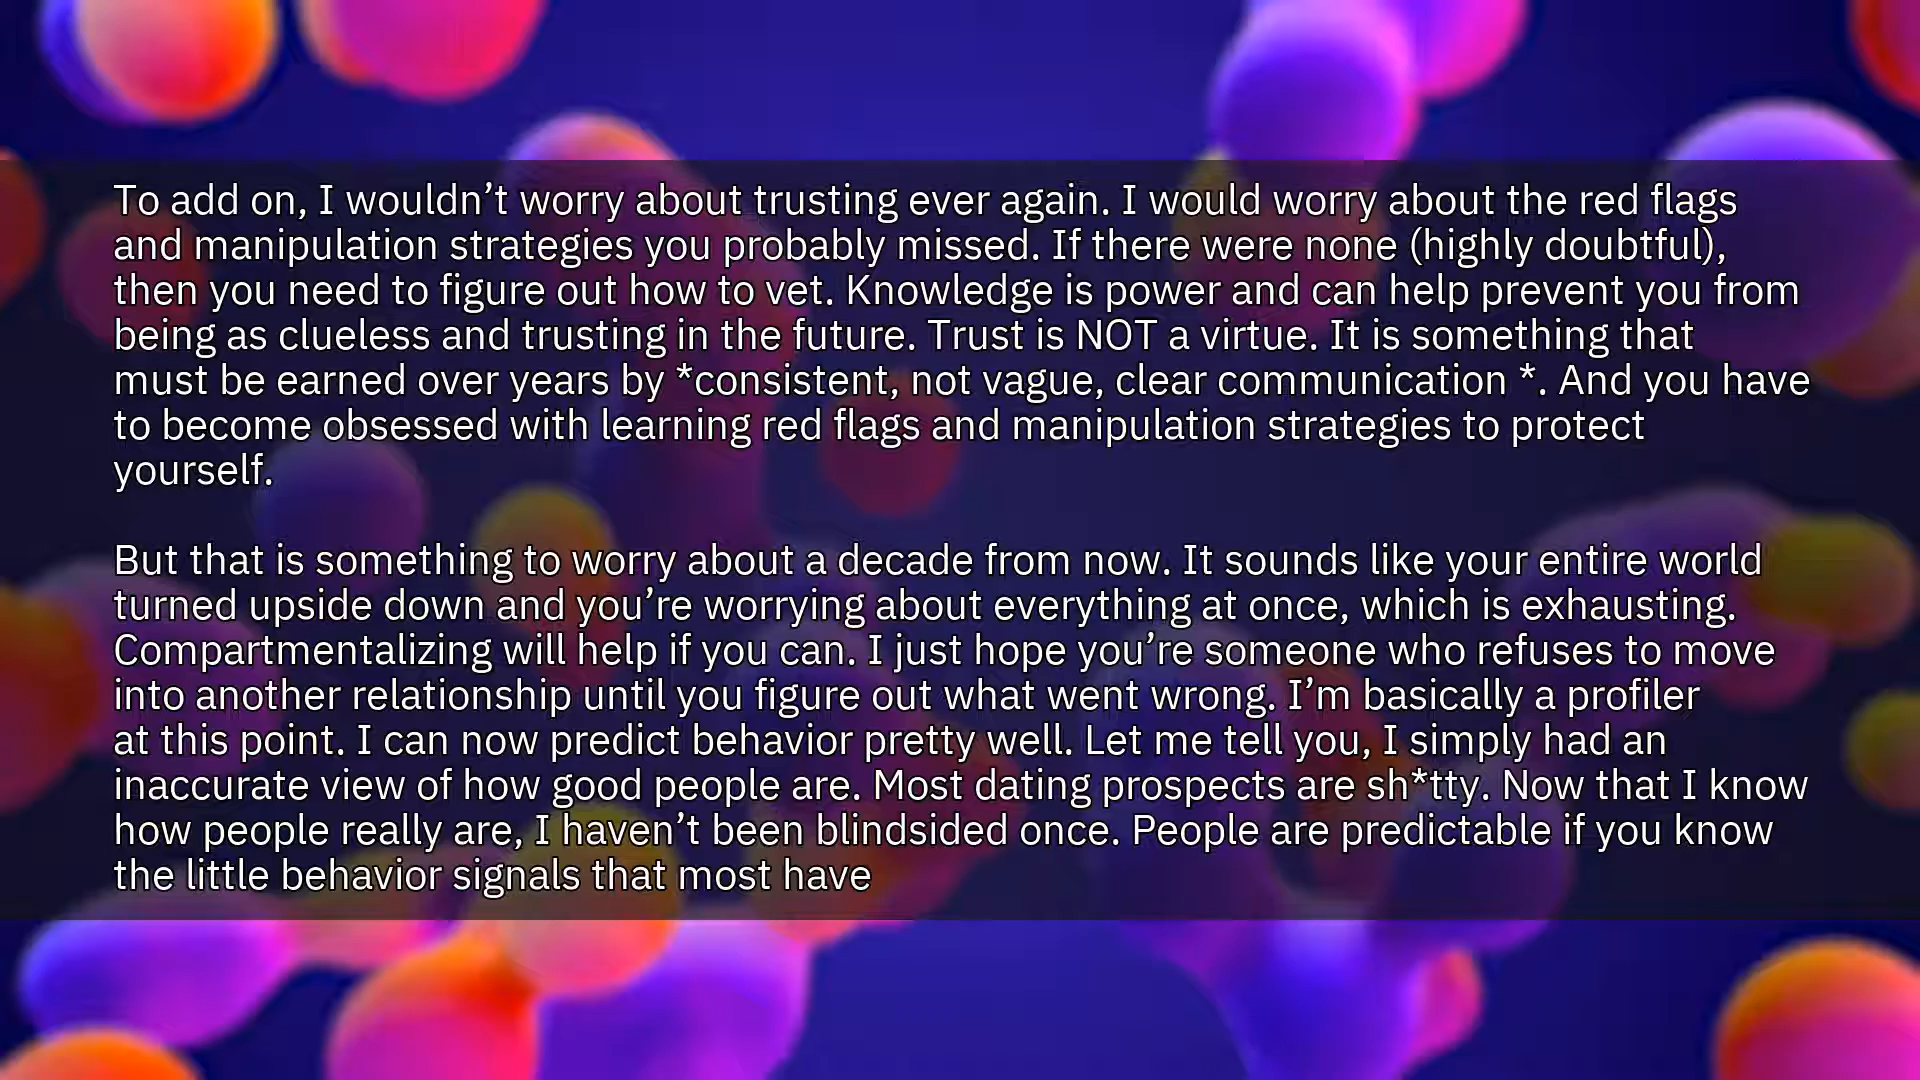 To add on, I wouldn’t worry about trusting ever again. I would worry about the red flags
and manipulation strategies you probably missed. If there were none (highly doubtful),
then you need to figure out how to vet. Knowledge is power and can help prevent you from
being as clueless and trusting in the future. Trust is NOT a virtue. It is something that
must be earned over years by *consistent, not vague, clear communication *. And you have
to become obsessed with learning red flags and manipulation strategies to protect
yourself.
But that is something to worry about a decade from now. It sounds like your entire world
turned upside down and you’re worrying about everything at once, which is exhausting.
Compartmentalizing will help if you can. I just hope you’re someone who refuses to move
into another relationship until you figure out what went wrong. I’m basically a profiler
at this point. I can now predict behavior pretty well. Let me tell you, I simply had an
inaccurate view of how good people are. Most dating prospects are sh*tty. Now that I know
how people really are, I haven’t been blindsided once. People are predictable if you know
the little behavior signals that most have